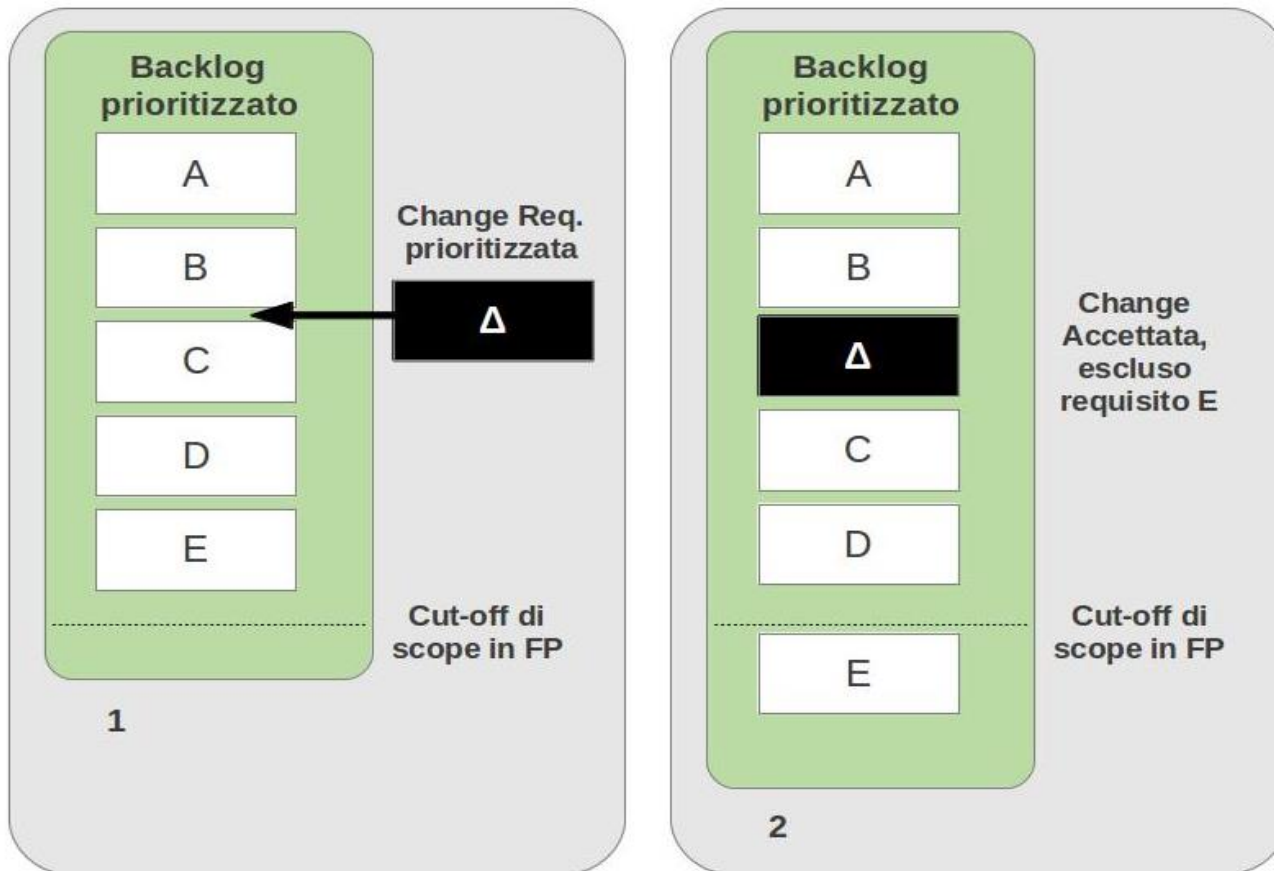 Backlog
prioritizzato
A
B
C
D
E
Change Req.
prioritizzata
Δ
Cut-off di
scope in FP
1
Backlog
prioritizzato
A
B
Δ
C
D
E
Change
Accettata,
escluso
requisito E
Cut-off di
scope in FP
2